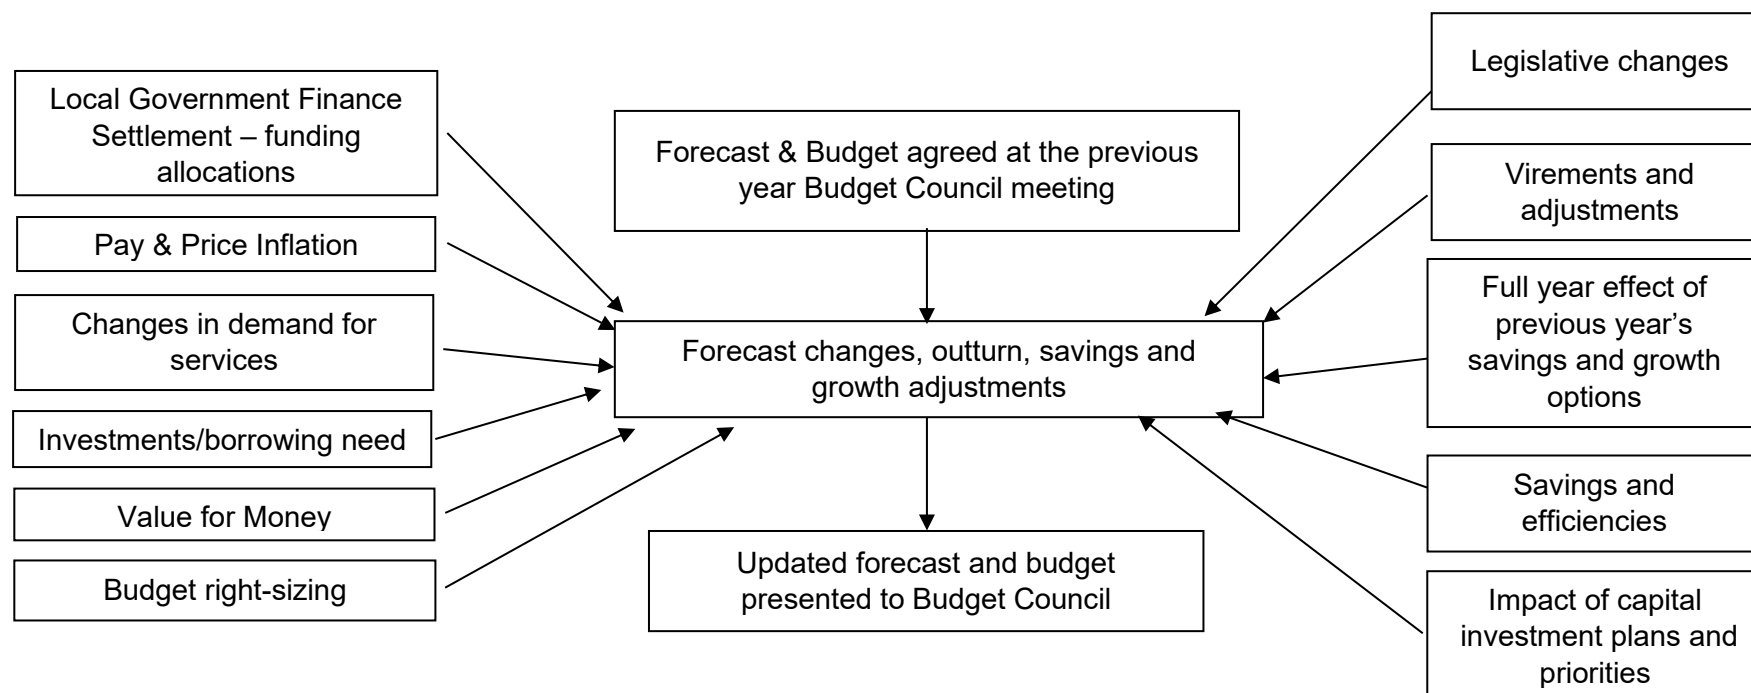 Local Government Finance
Settlement – funding
allocations
Pay & Price Inflation
Changes in demand for
services
Investments/borrowing need
Value for Money
Budget right-sizing
Forecast & Budget agreed at the previous
year Budget Council meeting
Forecast changes, outturn, savings and
growth adjustments
Updated forecast and budget
presented to Budget Council
Legislative changes
Virements and
adjustments
Full year effect of
previous year’s
savings and growth
options
Savings and
efficiencies
Impact of capital
investment plans and
priorities